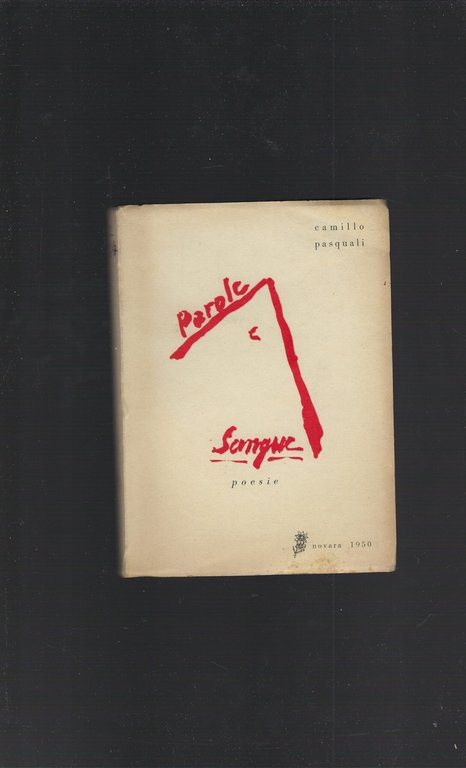 camillo
pasquali
Parole
e
Sangue
poesie
novara 1950